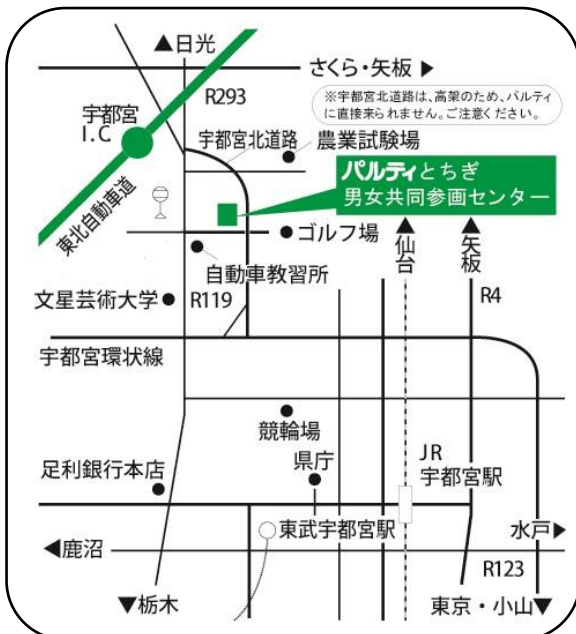 ▲日光
さくら・矢板 ▶
R293
※宇都宮北道路は、高架のため、パルティ
に直接来られません。ご注意ください。
宇都宮
I.C
宇都宮北道路
農業試験場
パルティとちぎ
男女共同参画センター
東北自動車道
ゴルフ場
▲仙台
▲矢板
自動車教習所
文星芸術大学
R119
R4
宇都宮環状線
競輪場
足利銀行本店
県庁
JR
宇都宮駅
東武宇都宮駅
水戸▶
◀鹿沼
R123
▼栃木
東京・小山▼